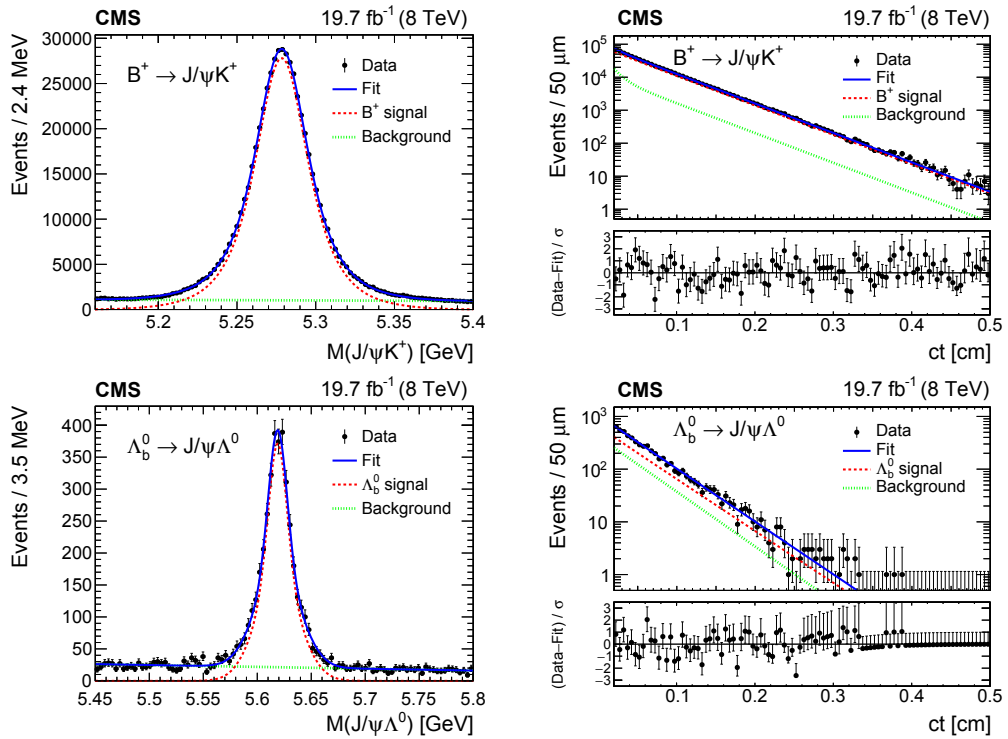 CMS 19.7 fb⁻¹ (8 TeV)
B⁺ → J/ψK⁺
Data
Fit
B⁺ signal
Background
Events / 2.4 MeV
30000
25000
20000
15000
10000
5000
0
5.2 5.25 5.3 5.35 5.4
M(J/ψK⁺) [GeV]
CMS 19.7 fb⁻¹ (8 TeV)
B⁺ → J/ψK⁺
Data
Fit
B⁺ signal
Background
Events / 50 μm
10⁵
10⁴
10³
10²
10
1
(Data−Fit) / σ
3
2
1
0
−1
−2
−3
0.1 0.2 0.3 0.4 0.5
ct [cm]
CMS 19.7 fb⁻¹ (8 TeV)
Λ⁰b → J/ψΛ⁰
Data
Fit
Λ⁰b signal
Background
Events / 3.5 MeV
400
350
300
250
200
150
100
50
0
5.45 5.5 5.55 5.6 5.65 5.7 5.75 5.8
M(J/ψΛ⁰) [GeV]
CMS 19.7 fb⁻¹ (8 TeV)
Λ⁰b → J/ψΛ⁰
Data
Fit
Λ⁰b signal
Background
Events / 50 μm
10³
10²
10
1
(Data−Fit) / σ
3
2
1
0
−1
−2
−3
0.1 0.2 0.3 0.4 0.5
ct [cm]